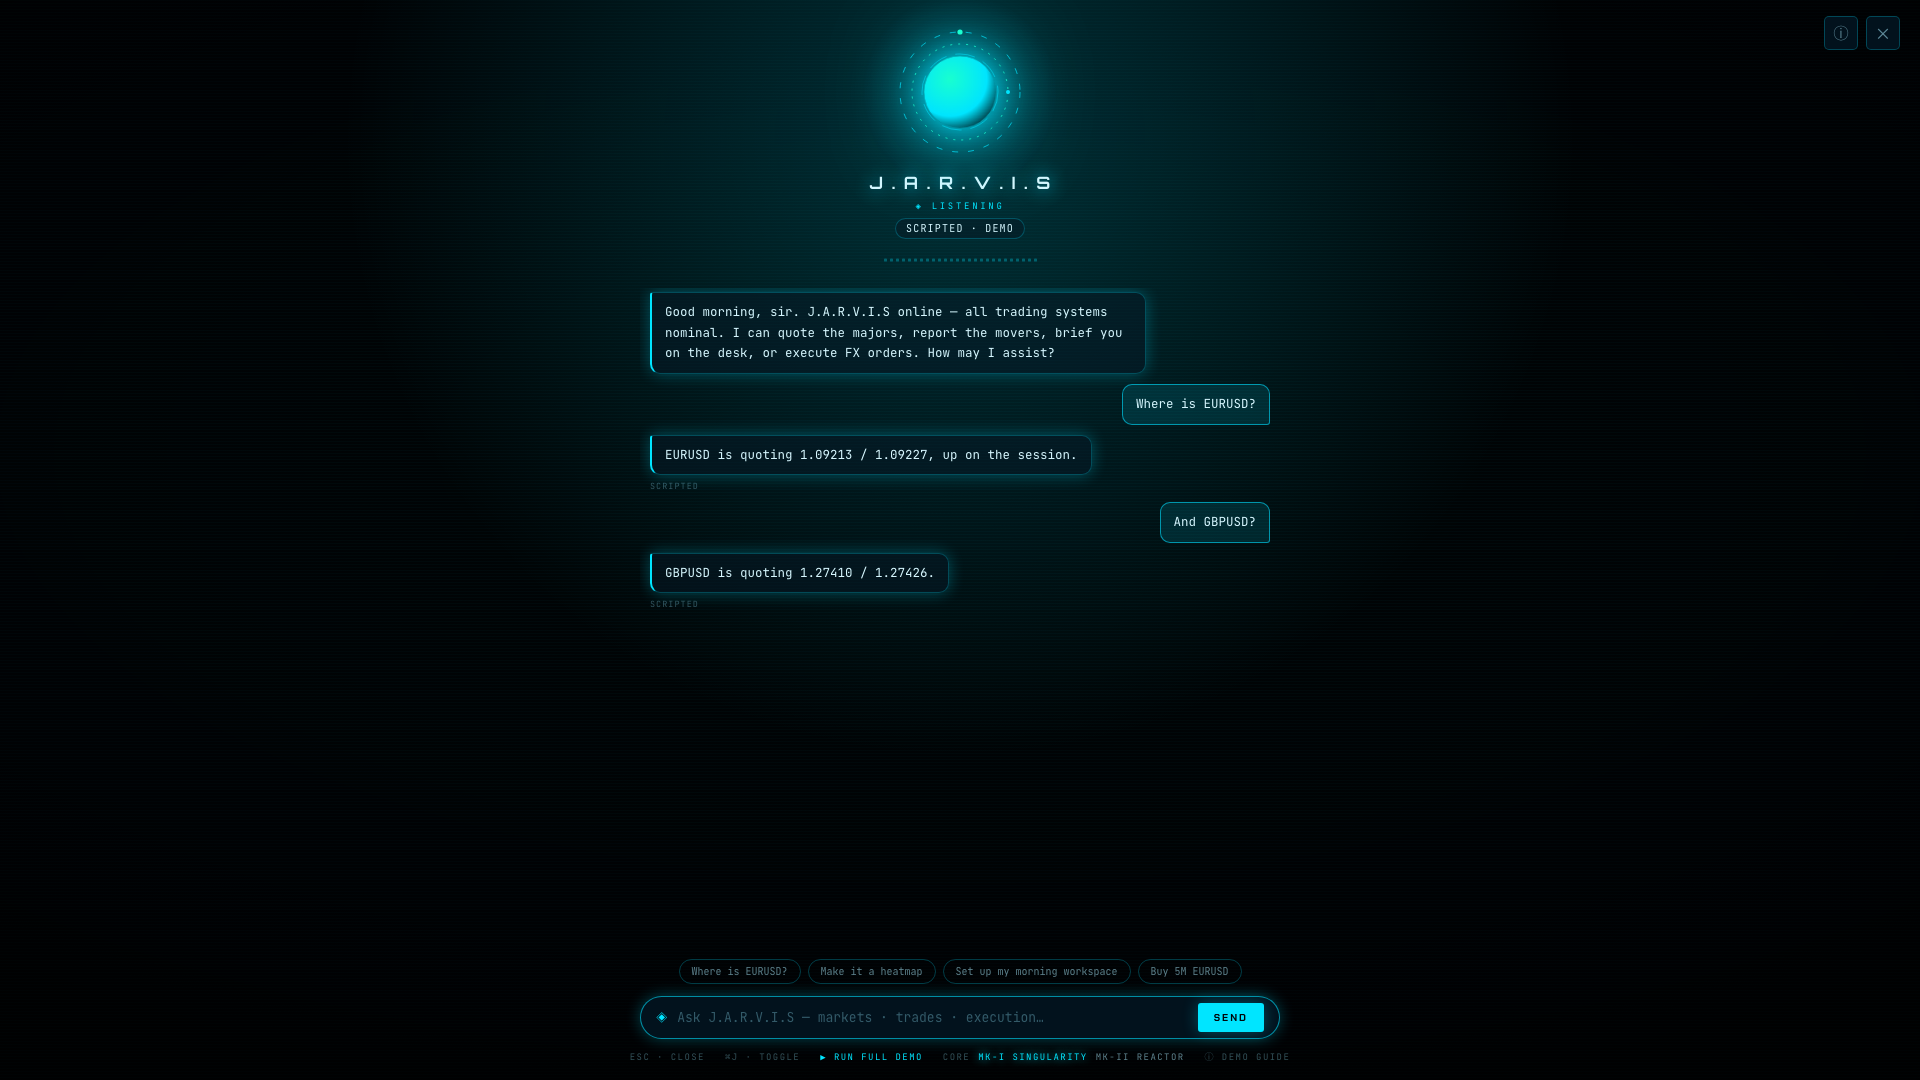 ⓘ ×
J.A.R.V.I.S
◈ LISTENING
SCRIPTED · DEMO
Good morning, sir. J.A.R.V.I.S online — all trading systems
nominal. I can quote the majors, report the movers, brief you
on the desk, or execute FX orders. How may I assist?
Where is EURUSD?
EURUSD is quoting 1.09213 / 1.09227, up on the session.
SCRIPTED
And GBPUSD?
GBPUSD is quoting 1.27410 / 1.27426.
SCRIPTED
Where is EURUSD? Make it a heatmap Set up my morning workspace Buy 5M EURUSD
◈ Ask J.A.R.V.I.S — markets · trades · execution… SEND
ESC · CLOSE ⌘J · TOGGLE ▶ RUN FULL DEMO CORE MK-I SINGULARITY MK-II REACTOR ⓘ DEMO GUIDE